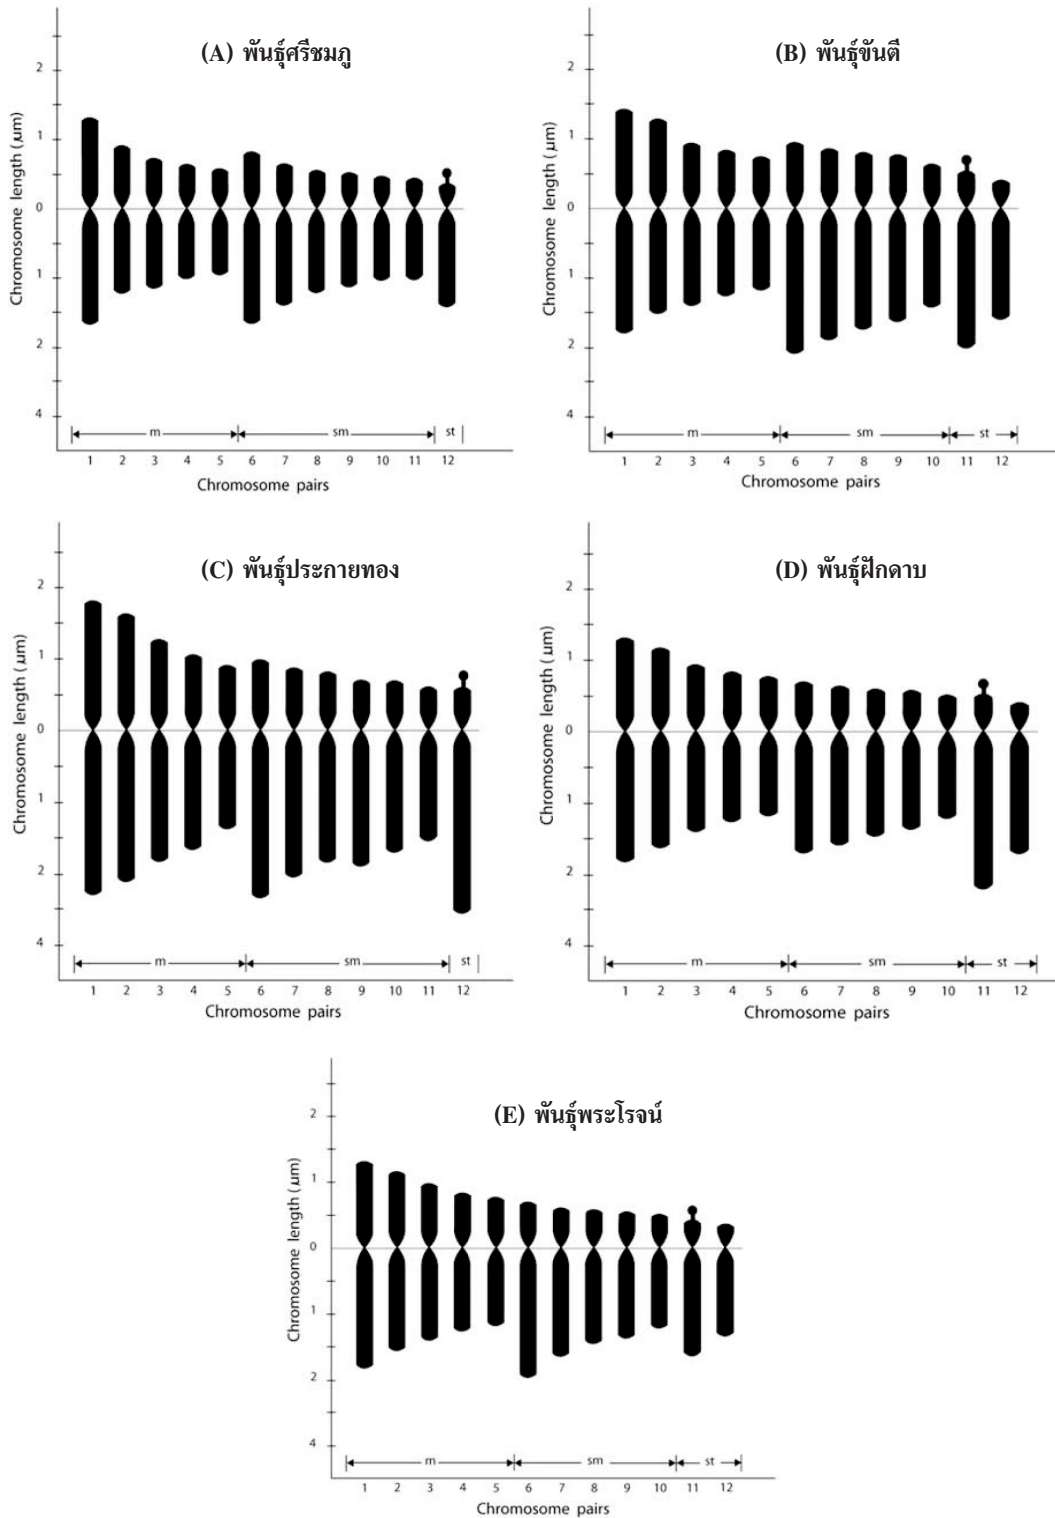 (A) พันธุ์ศรีชมภู
Chromosome length (μm)
2
1
0
1
2
4
m
sm
st
1 2 3 4 5 6 7 8 9 10 11 12
Chromosome pairs
(B) พันธุ์ขันตี
Chromosome length (μm)
2
1
0
1
2
4
m
sm
st
1 2 3 4 5 6 7 8 9 10 11 12
Chromosome pairs
(C) พันธุ์ประกายทอง
Chromosome length (μm)
2
1
0
1
2
4
m
sm
st
1 2 3 4 5 6 7 8 9 10 11 12
Chromosome pairs
(D) พันธุ์ฝักดาบ
Chromosome length (μm)
2
1
0
1
2
4
m
sm
st
1 2 3 4 5 6 7 8 9 10 11 12
Chromosome pairs
(E) พันธุ์พระโรจน์
Chromosome length (μm)
2
1
0
1
2
4
m
sm
st
1 2 3 4 5 6 7 8 9 10 11 12
Chromosome pairs